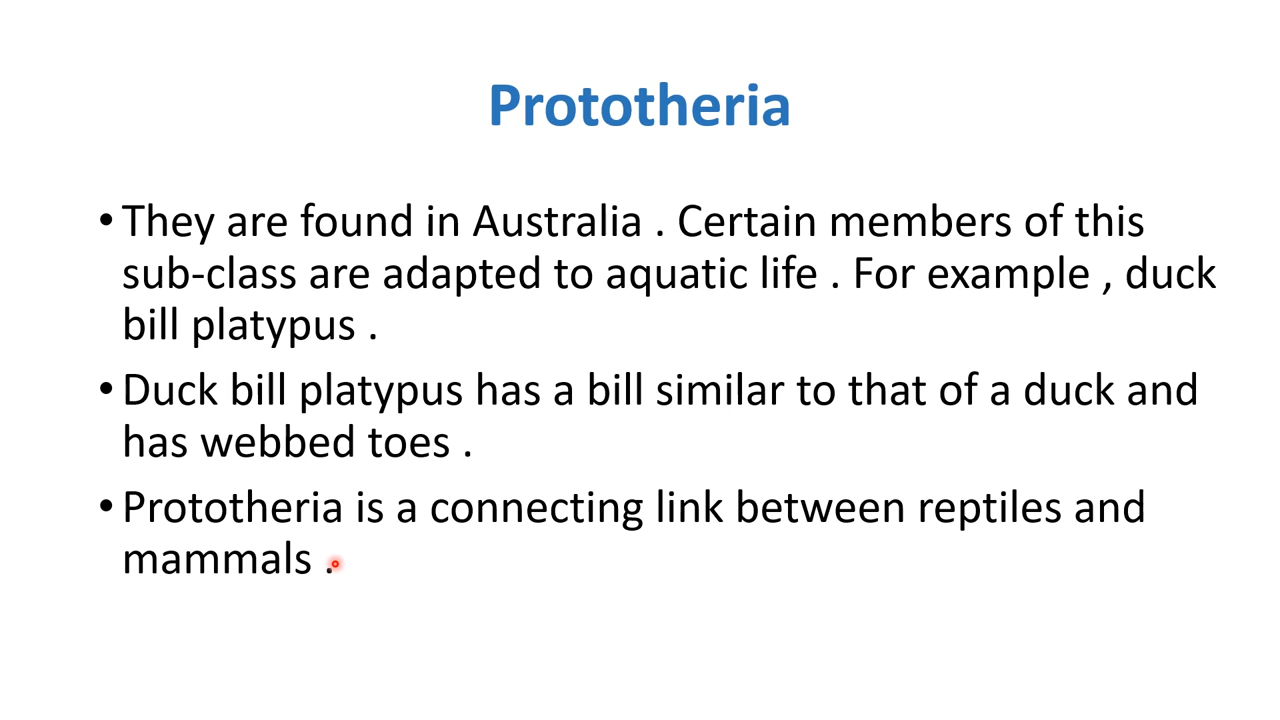 Prototheria
• They are found in Australia . Certain members of this
sub-class are adapted to aquatic life . For example , duck
bill platypus .
• Duck bill platypus has a bill similar to that of a duck and
has webbed toes .
• Prototheria is a connecting link between reptiles and
mammals .